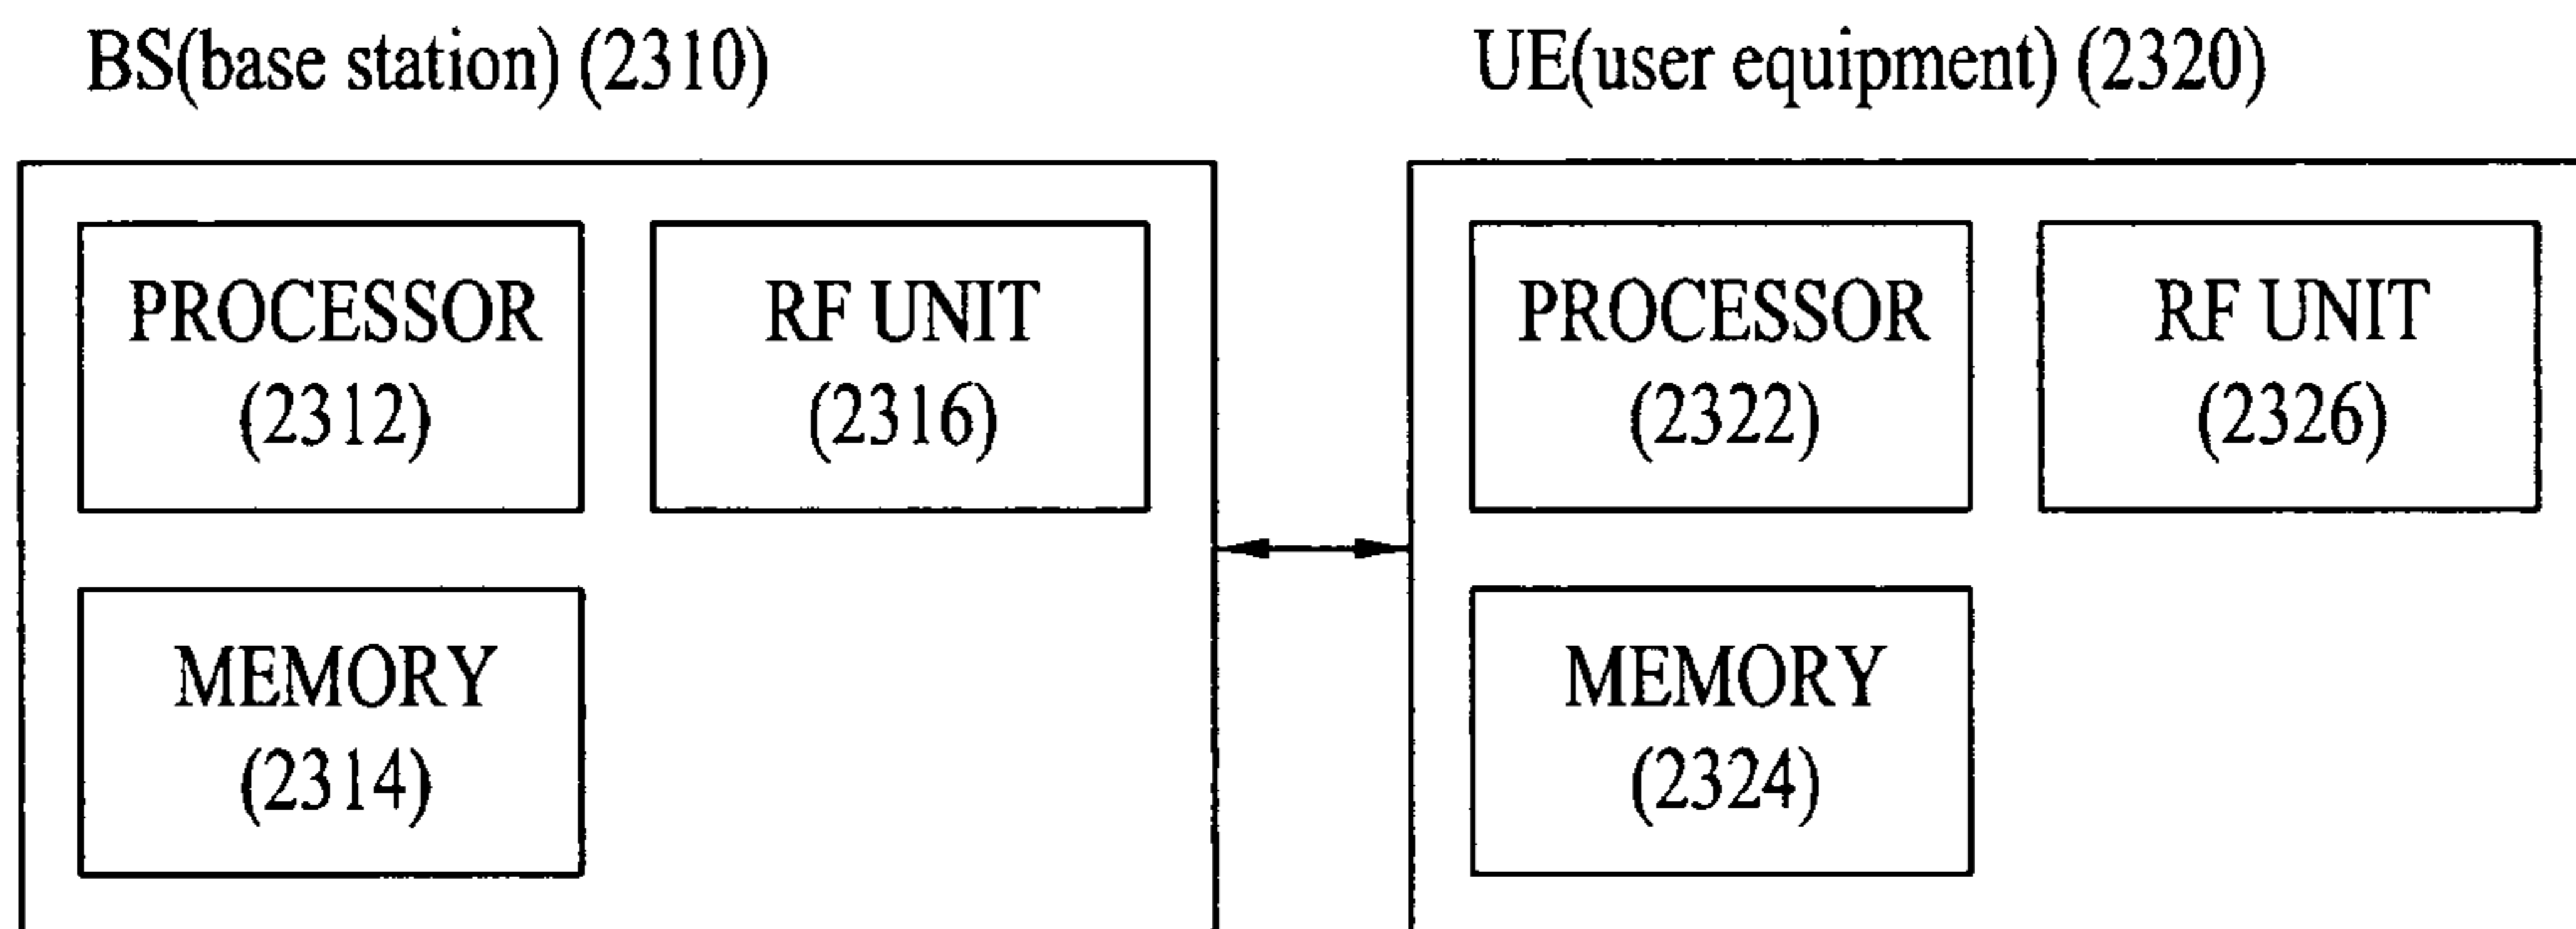 BS(base station) (2310)
UE(user equipment) (2320)
PROCESSOR
(2312)
RF UNIT
(2316)
MEMORY
(2314)
PROCESSOR
(2322)
RF UNIT
(2326)
MEMORY
(2324)